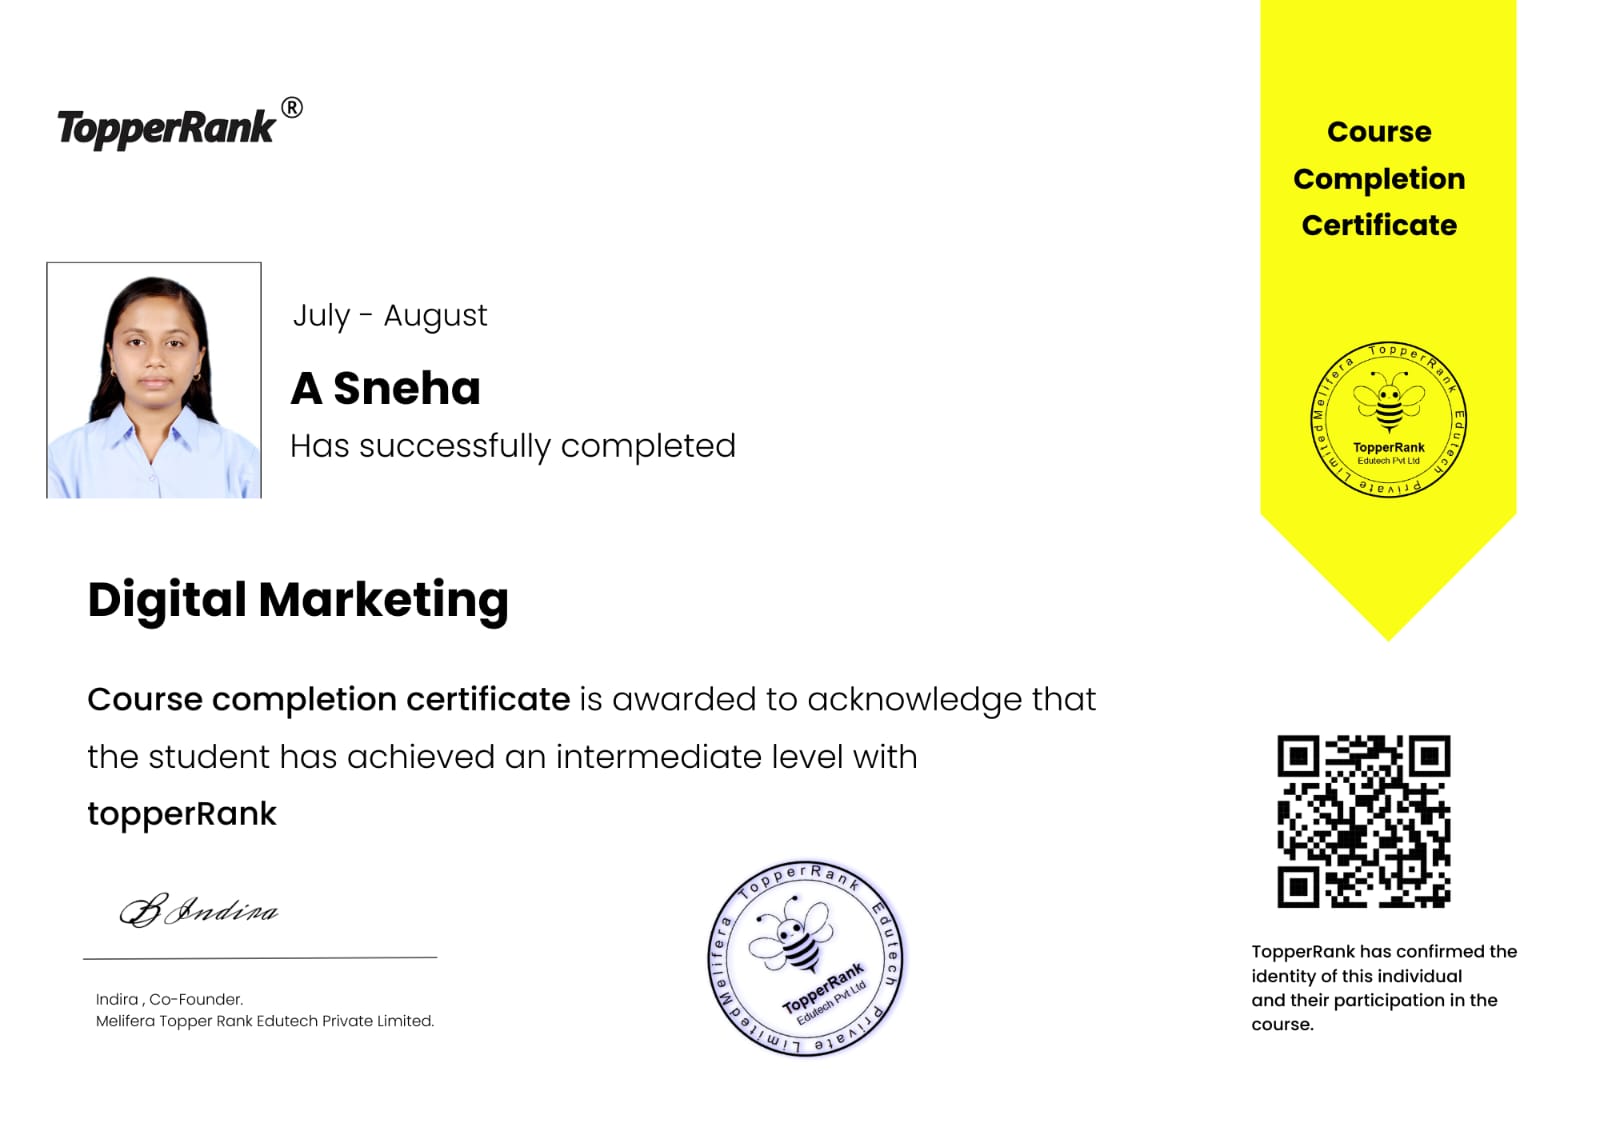 TopperRank®
Course
Completion
Certificate
July - August
A Sneha
Has successfully completed
Melifera TopperRank Edutech Private Limited
TopperRank
Edutech Pvt Ltd
Digital Marketing
Course completion certificate is awarded to acknowledge that
the student has achieved an intermediate level with
topperRank
B Indira
Indira , Co-Founder.
Melifera Topper Rank Edutech Private Limited.
Melifera TopperRank Edutech Private Limited
TopperRank
Edutech Pvt Ltd
TopperRank has confirmed the
identity of this individual
and their participation in the
course.